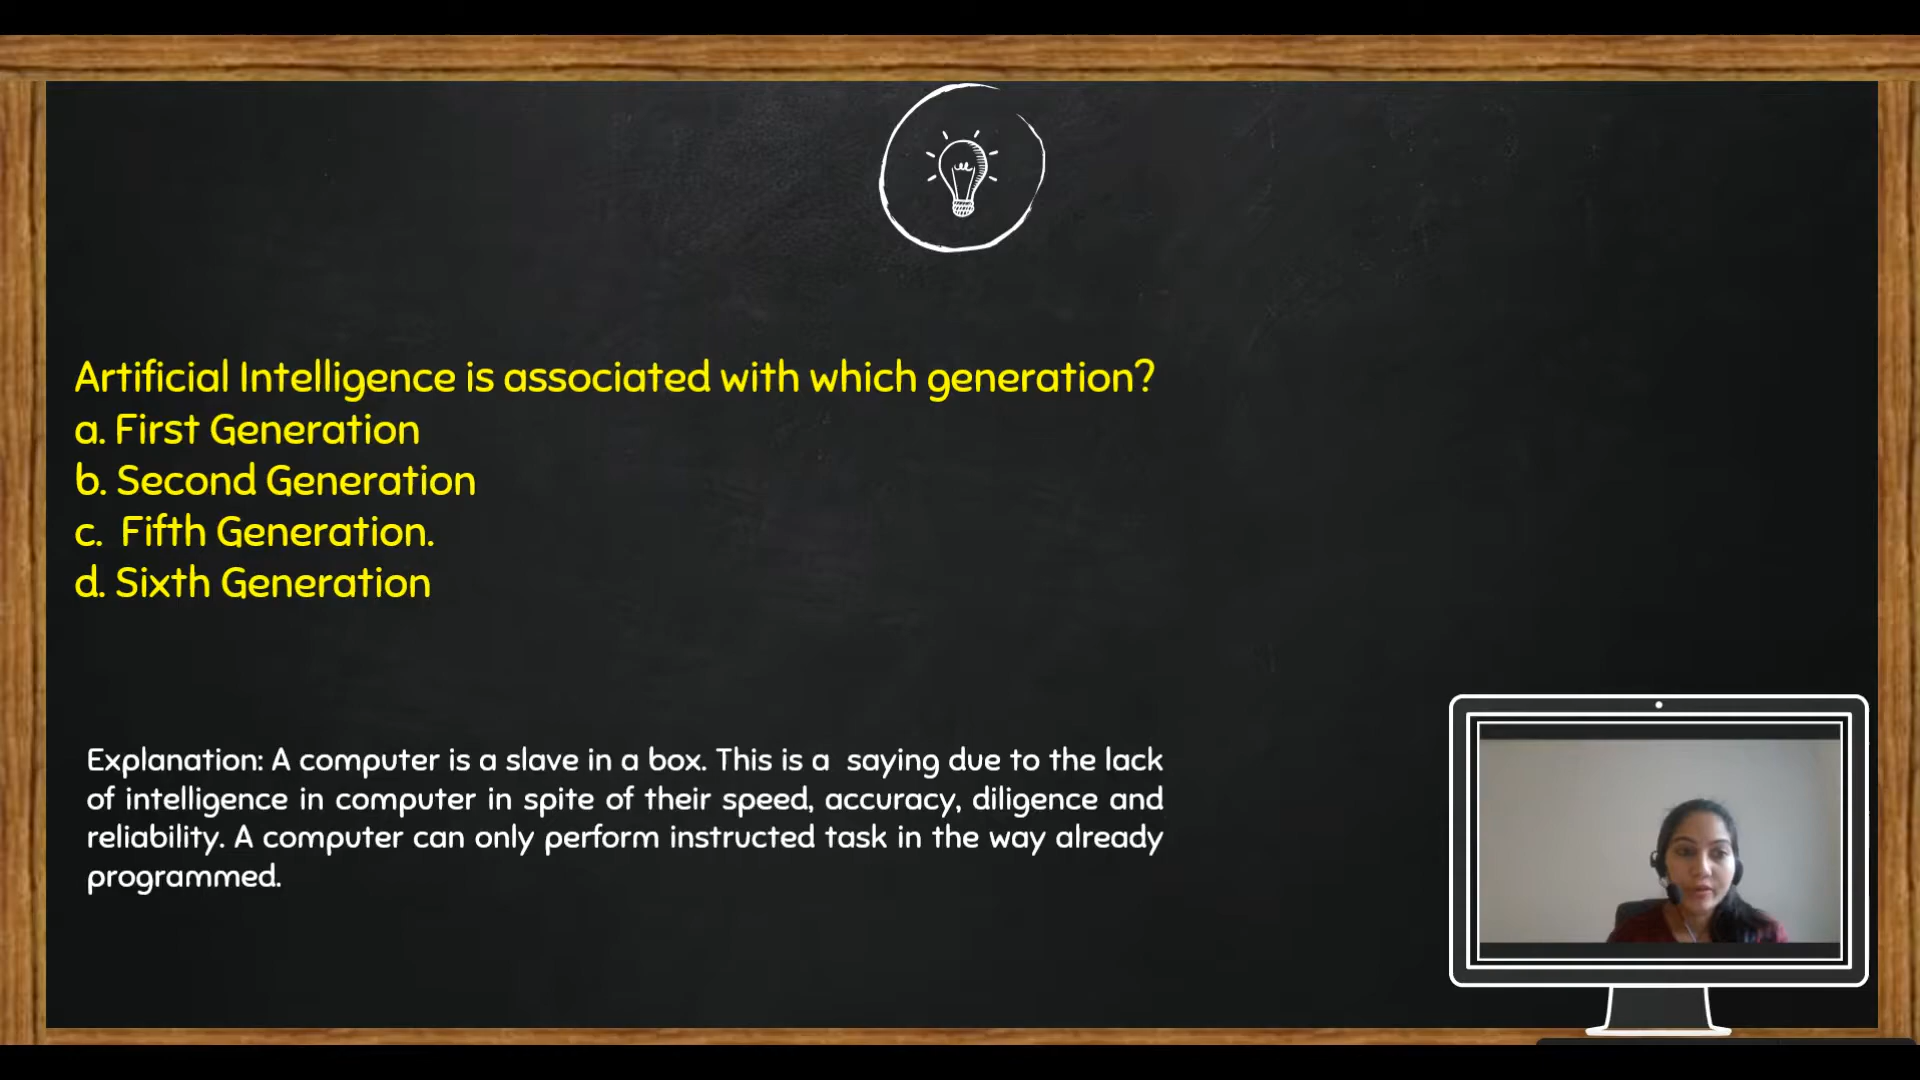 Artificial Intelligence is associated with which generation?
a. First Generation
b. Second Generation
c. Fifth Generation.
d. Sixth Generation
Explanation: A computer is a slave in a box. This is a saying due to the lack
of intelligence in computer in spite of their speed, accuracy, diligence and
reliability. A computer can only perform instructed task in the way already
programmed.